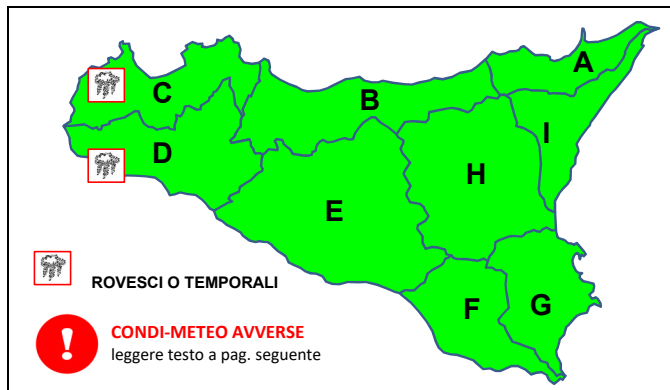 A
C
B
I
D
H
E
ROVESCI O TEMPORALI
F
G
CONDI-METEO AVVERSE
leggere testo a pag. seguente